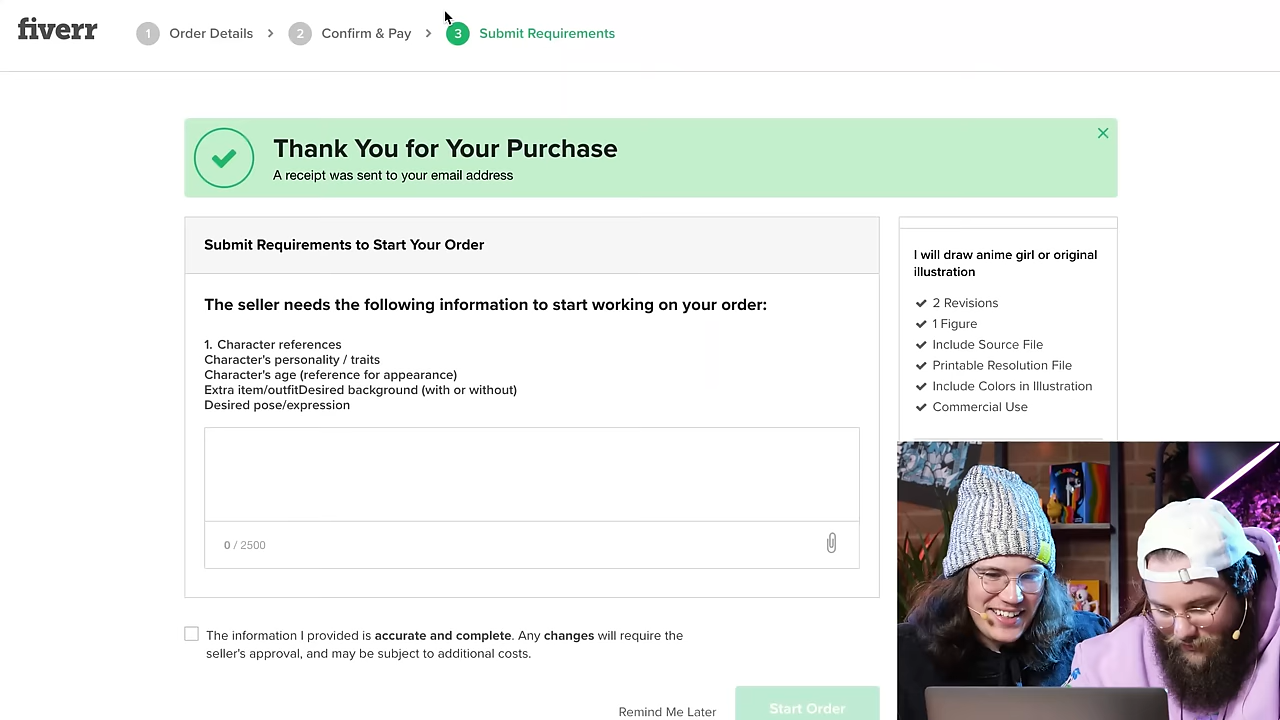 fiverr
1 Order Details > 2 Confirm & Pay > 3 Submit Requirements
Thank You for Your Purchase
A receipt was sent to your email address
Submit Requirements to Start Your Order
The seller needs the following information to start working on your order:
1. Character references
Character's personality / traits
Character's age (reference for appearance)
Extra item/outfitDesired background (with or without)
Desired pose/expression
0 / 2500
The information I provided is accurate and complete. Any changes will require the
seller's approval, and may be subject to additional costs.
Remind Me Later
Start Order
I will draw anime girl or original
illustration
2 Revisions
1 Figure
Include Source File
Printable Resolution File
Include Colors in Illustration
Commercial Use